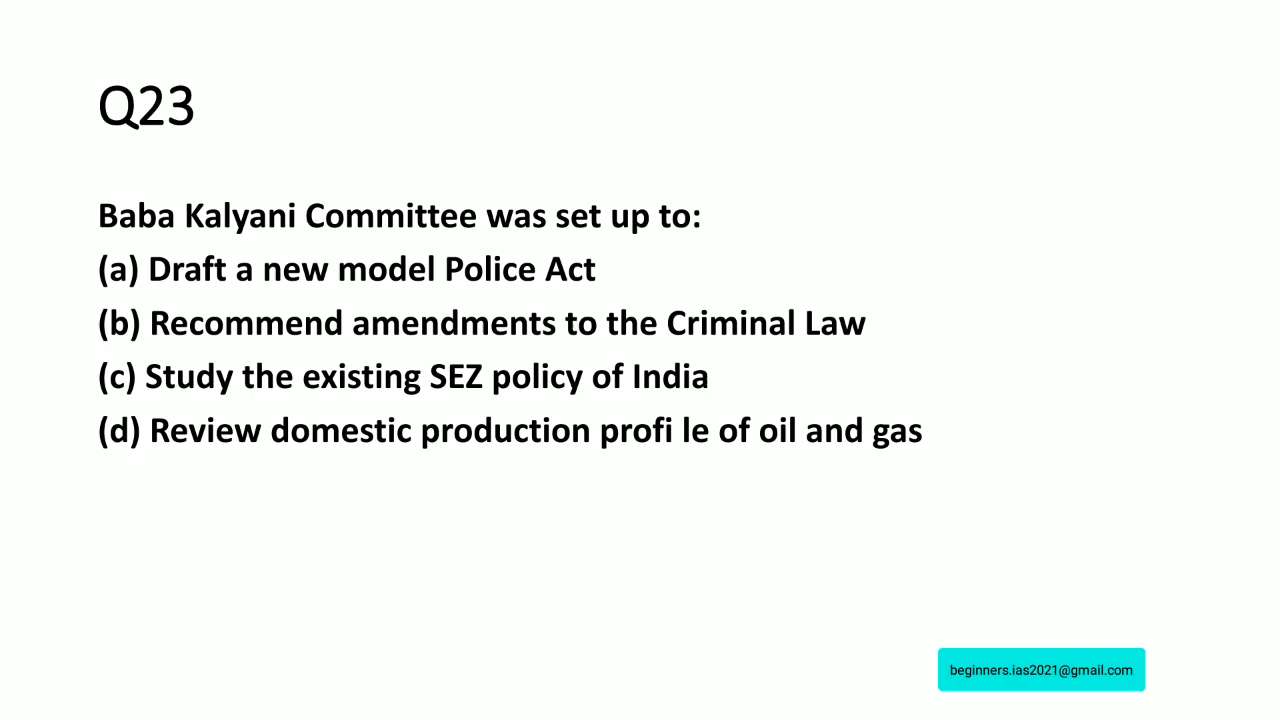 Q23
Baba Kalyani Committee was set up to:
(a) Draft a new model Police Act
(b) Recommend amendments to the Criminal Law
(c) Study the existing SEZ policy of India
(d) Review domestic production profi le of oil and gas
beginners.ias2021@gmail.com